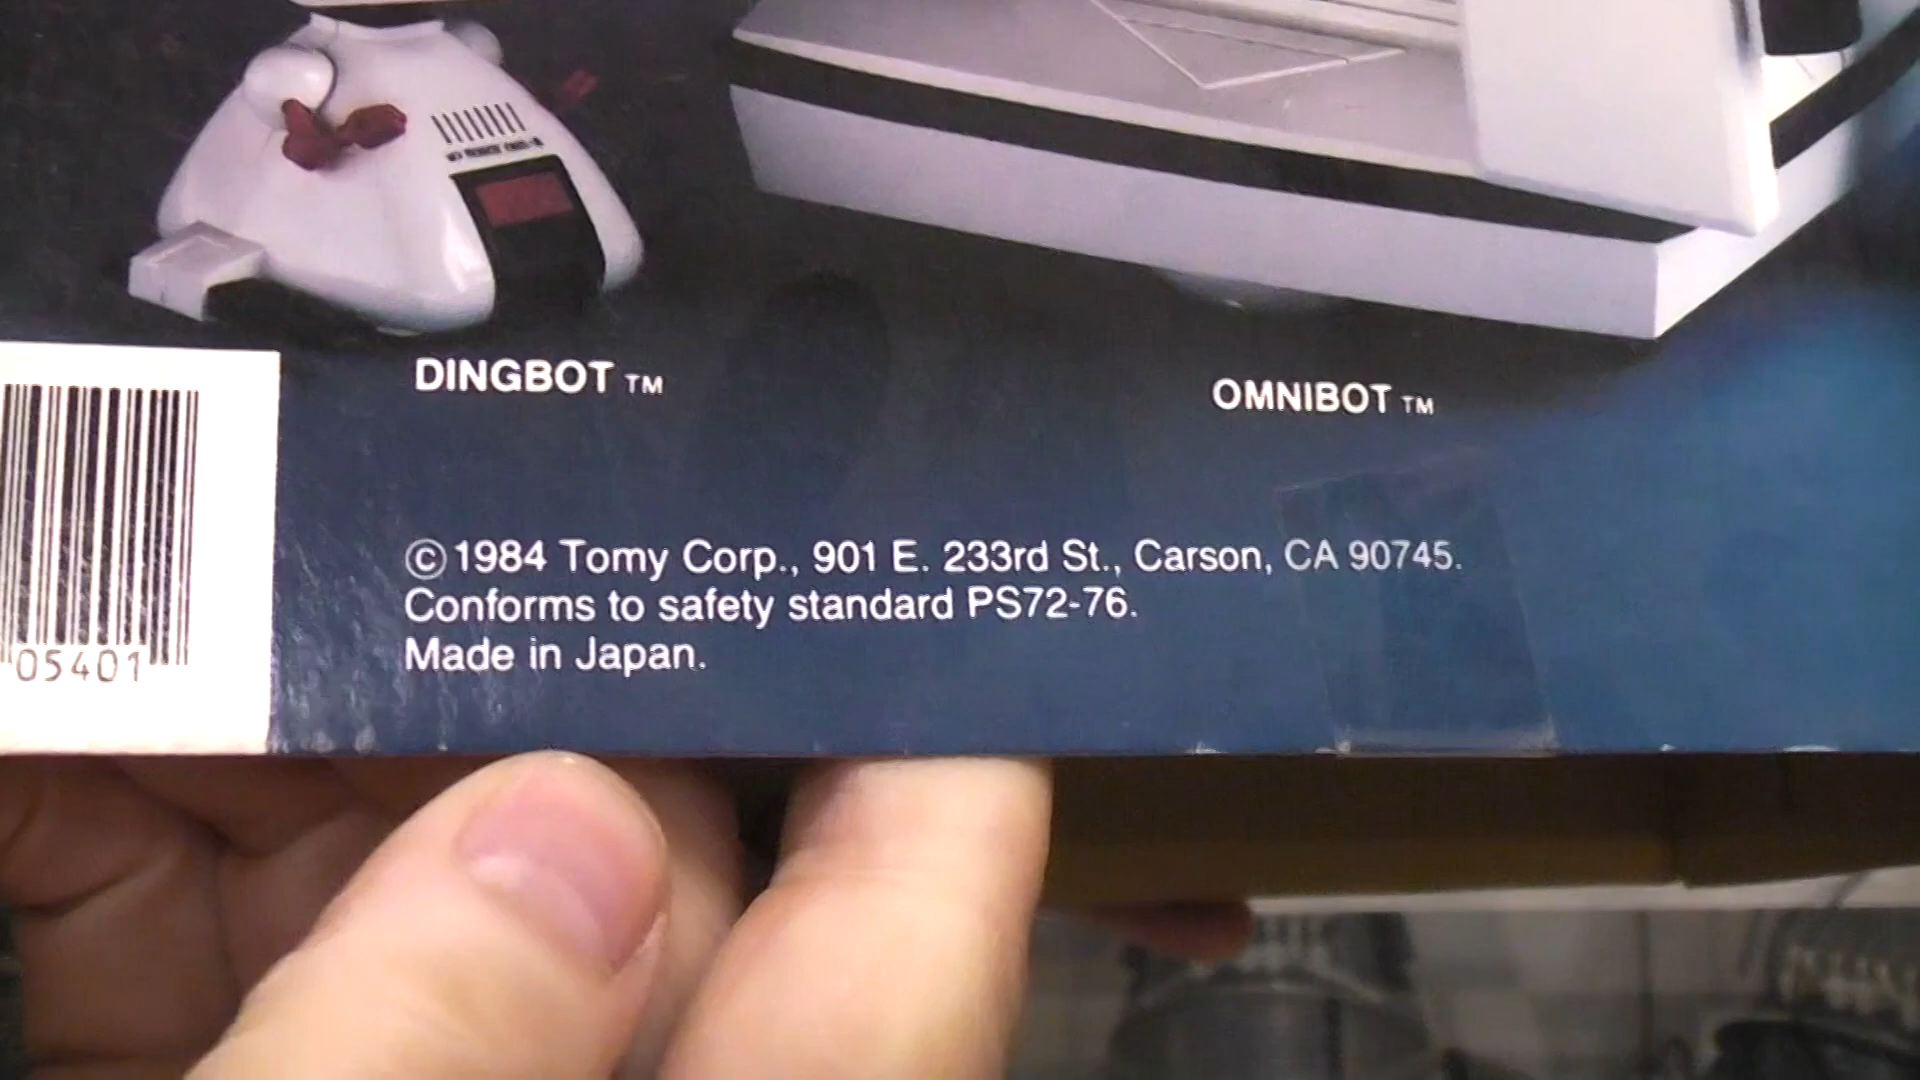 DINGBOT TM
OMNIBOT TM
©1984 Tomy Corp., 901 E. 233rd St., Carson, CA 90745.
Conforms to safety standard PS72-76.
Made in Japan.
05401